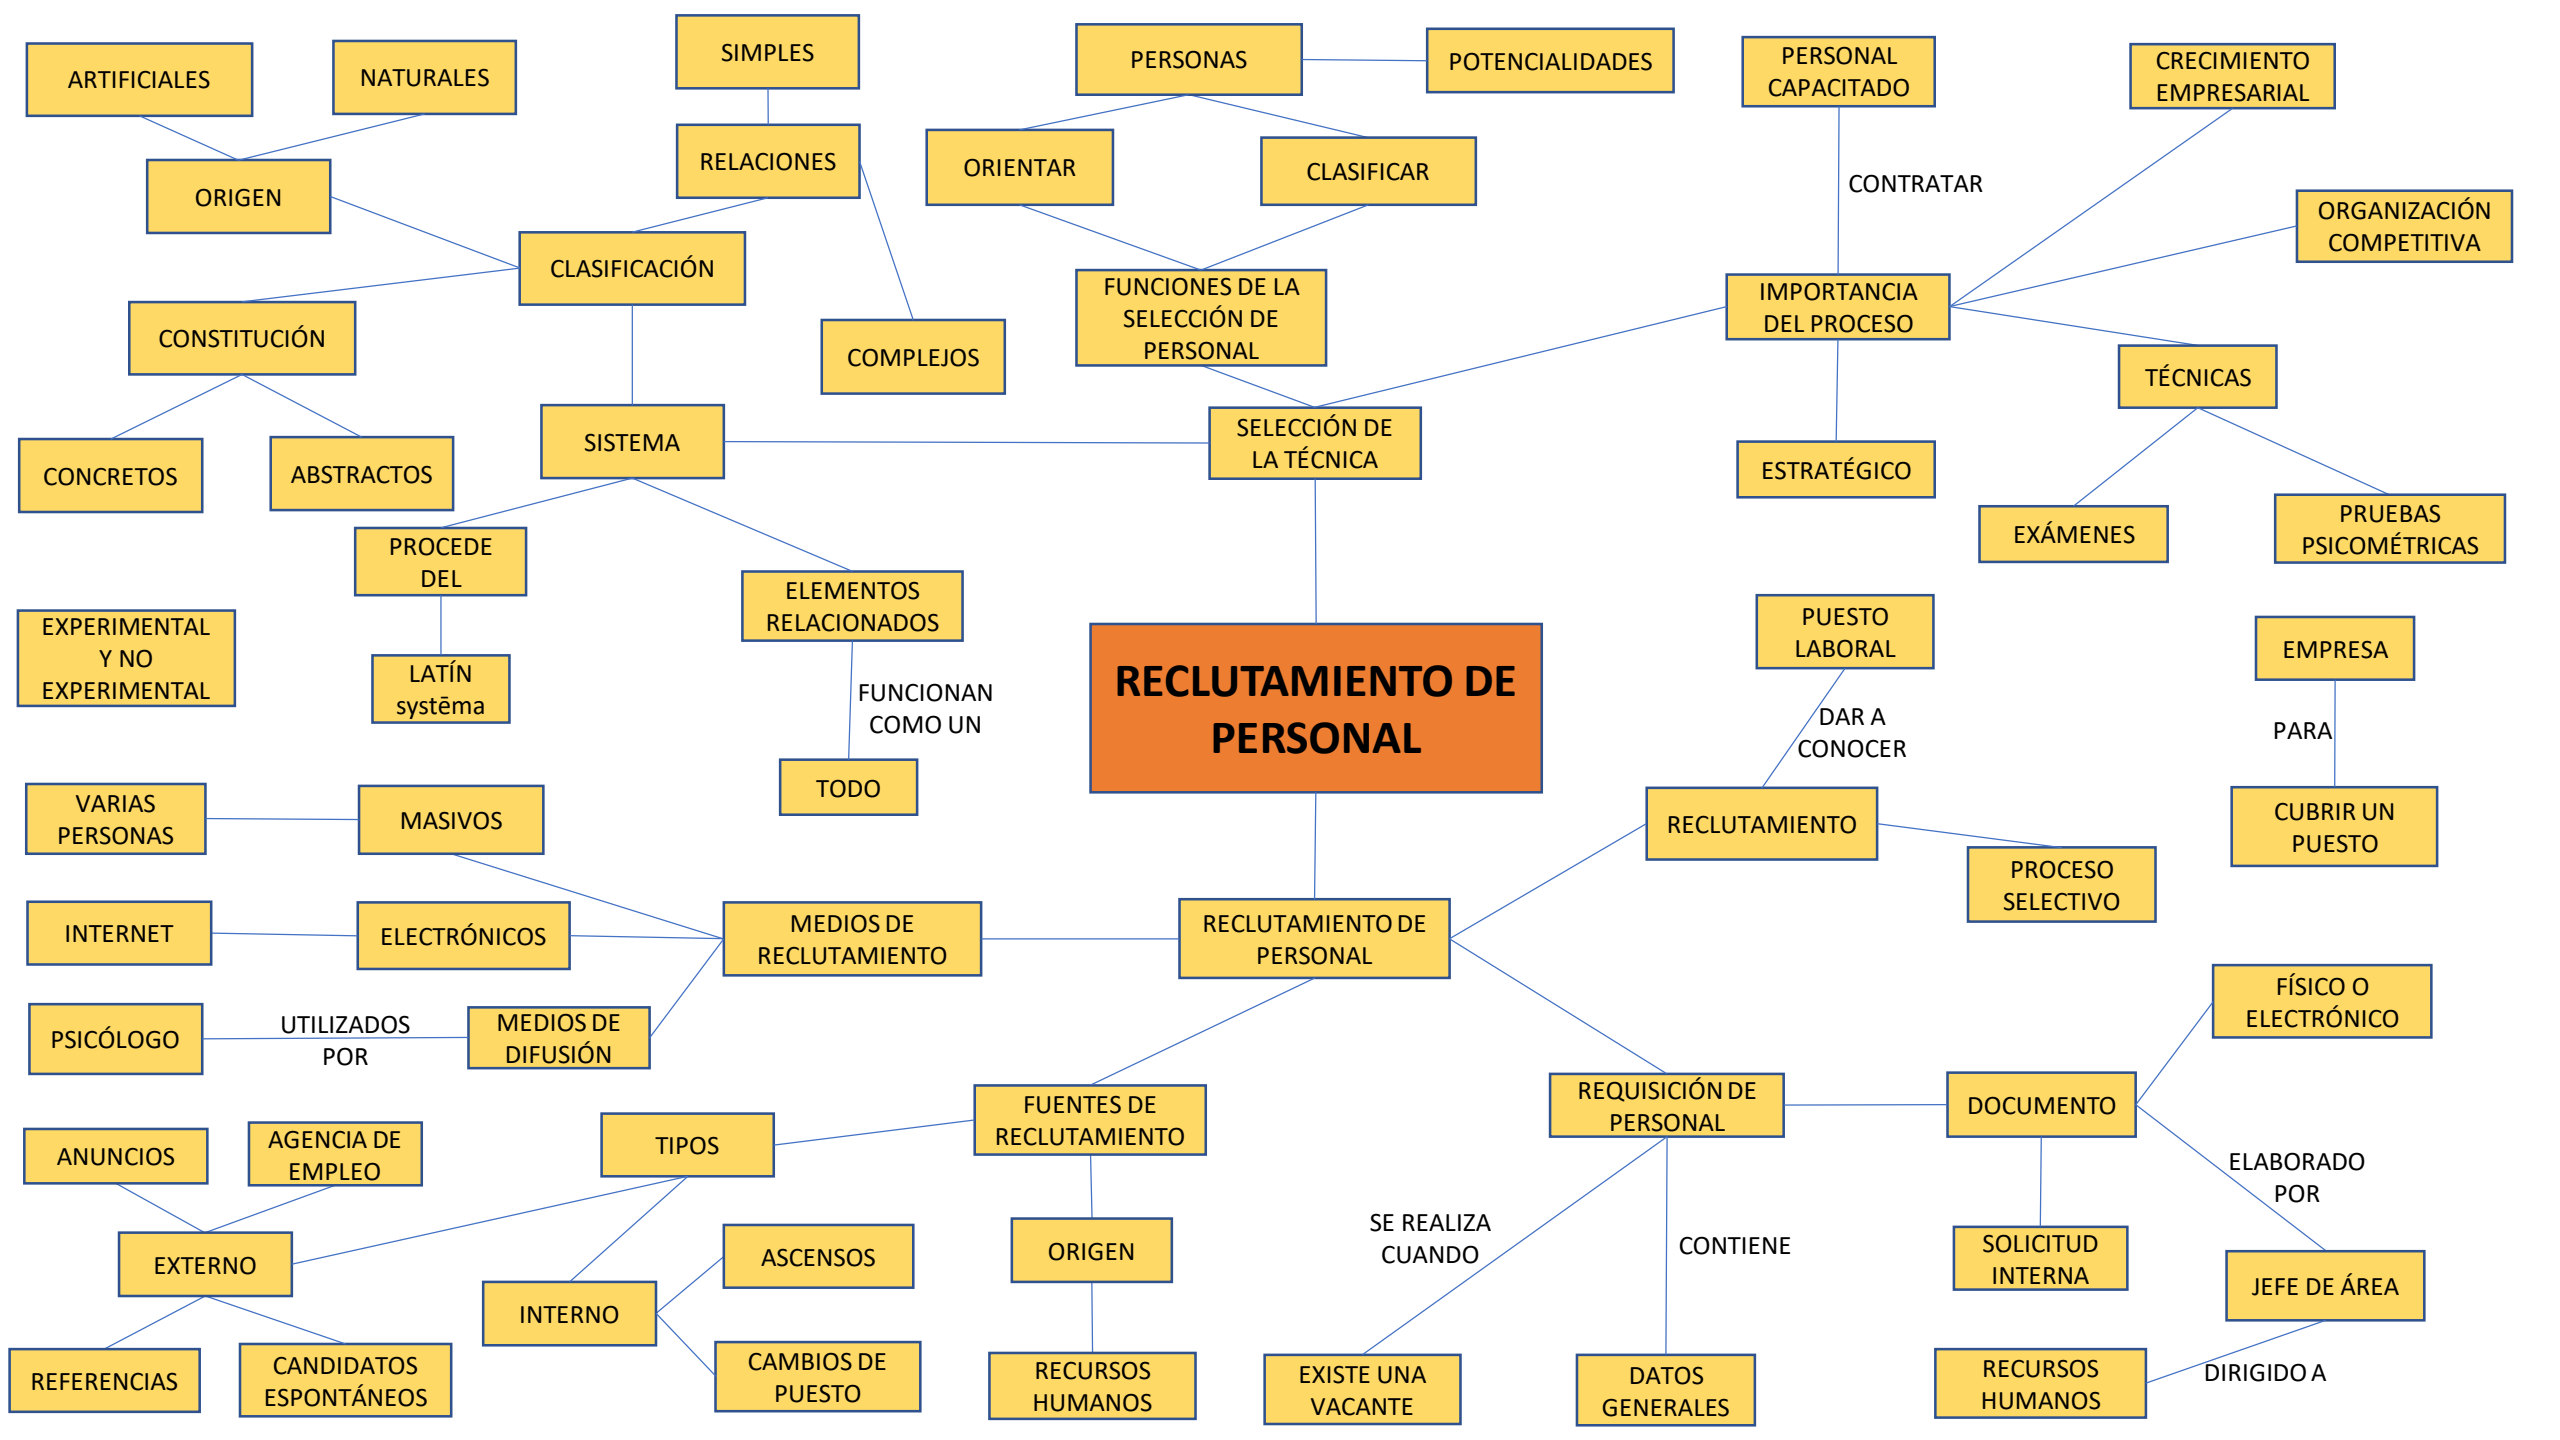 SIMPLES
PERSONAS
POTENCIALIDADES
PERSONAL
CAPACITADO
CRECIMIENTO
EMPRESARIAL
ARTIFICIALES
NATURALES
RELACIONES
ORIENTAR
CLASIFICAR
CONTRATAR
ORIGEN
ORGANIZACIÓN
COMPETITIVA
CLASIFICACIÓN
FUNCIONES DE LA
SELECCIÓN DE
PERSONAL
IMPORTANCIA
DEL PROCESO
CONSTITUCIÓN
COMPLEJOS
TÉCNICAS
SISTEMA
SELECCIÓN DE
LA TÉCNICA
ESTRATÉGICO
CONCRETOS
ABSTRACTOS
EXÁMENES
PRUEBAS
PSICOMÉTRICAS
PROCEDE
DEL
ELEMENTOS
RELACIONADOS
EXPERIMENTAL
Y NO
EXPERIMENTAL
LATÍN
systēma
FUNCIONAN
COMO UN
RECLUTAMIENTO DE
PERSONAL
PUESTO
LABORAL
EMPRESA
DAR A
CONOCER
PARA
TODO
VARIAS
PERSONAS
MASIVOS
RECLUTAMIENTO
CUBRIR UN
PUESTO
PROCESO
SELECTIVO
INTERNET
ELECTRÓNICOS
MEDIOS DE
RECLUTAMIENTO
RECLUTAMIENTO DE
PERSONAL
FÍSICO O
ELECTRÓNICO
PSICÓLOGO
UTILIZADOS
POR
MEDIOS DE
DIFUSIÓN
FUENTES DE
RECLUTAMIENTO
REQUISICIÓN DE
PERSONAL
DOCUMENTO
ANUNCIOS
AGENCIA DE
EMPLEO
TIPOS
ELABORADO
POR
EXTERNO
ASCENSOS
ORIGEN
SE REALIZA
CUANDO
CONTIENE
SOLICITUD
INTERNA
JEFE DE ÁREA
INTERNO
REFERENCIAS
CANDIDATOS
ESPONTÁNEOS
CAMBIOS DE
PUESTO
RECURSOS
HUMANOS
EXISTE UNA
VACANTE
DATOS
GENERALES
RECURSOS
HUMANOS
DIRIGIDO A